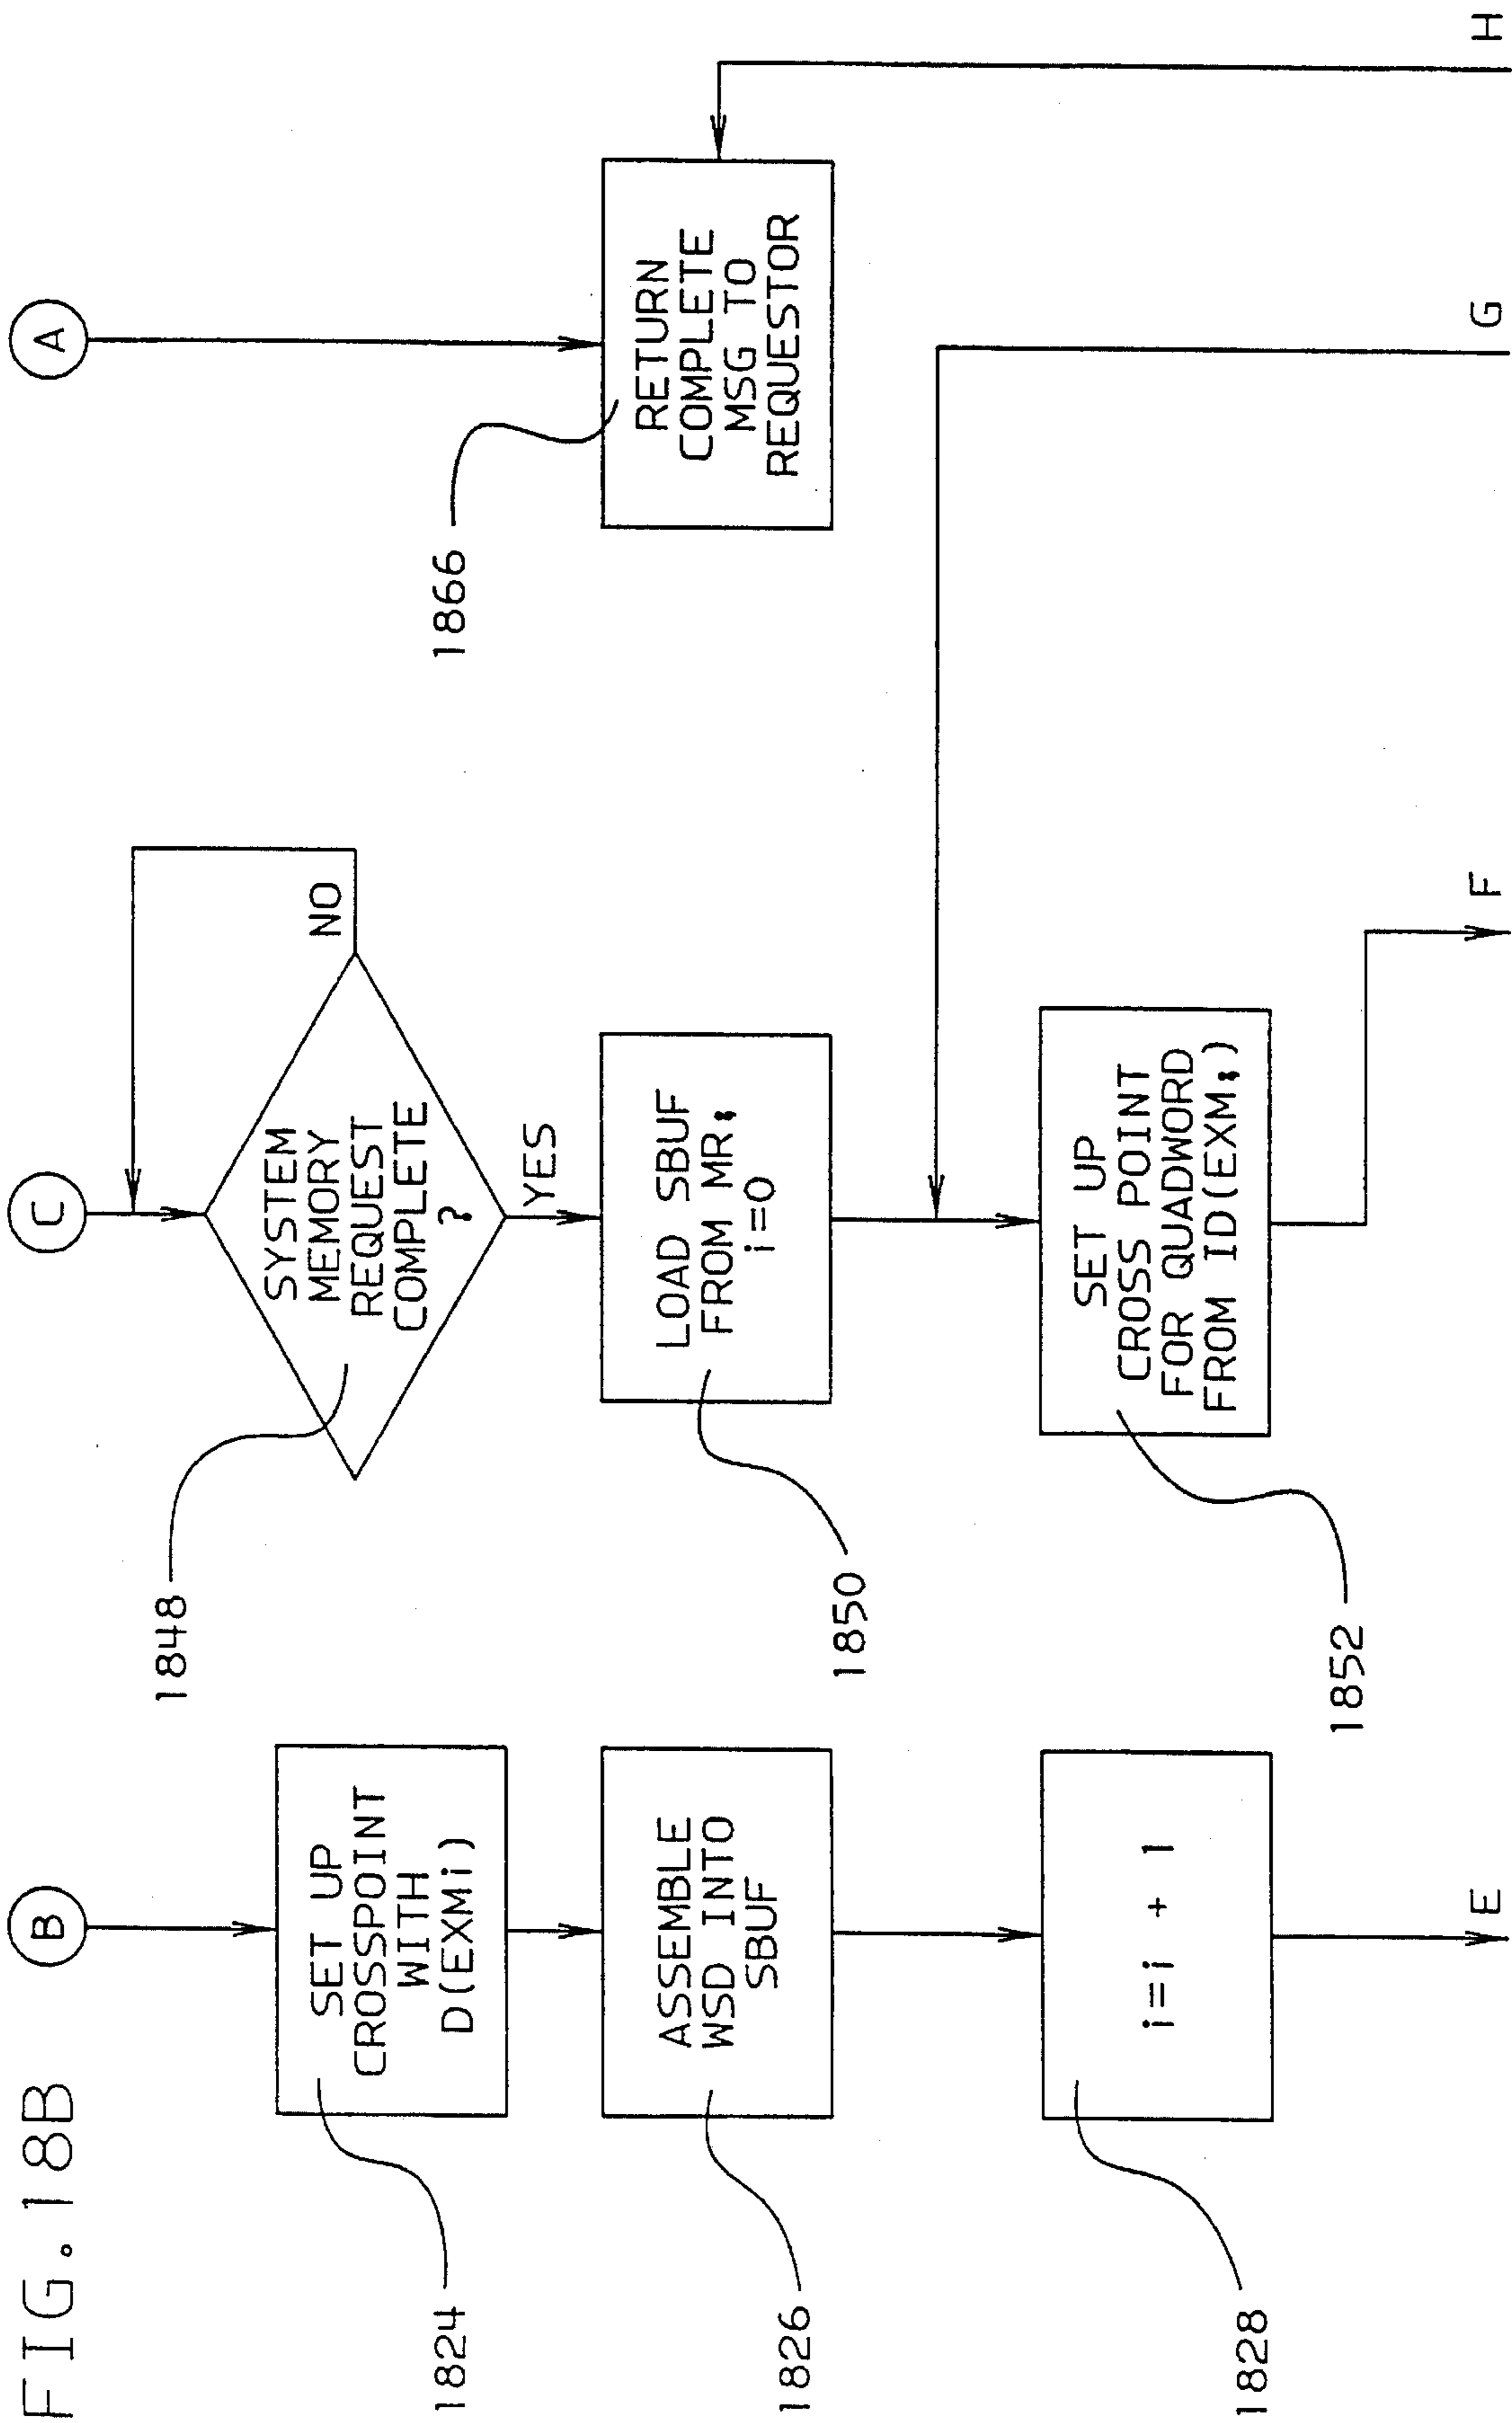 FIG. 18B
B
1824
SET UP
CROSSPOINT
WITH
D(EXMi)
1826
ASSEMBLE
WSD INTO
SBUF
1828
i=i + 1
E
C
1848
SYSTEM
MEMORY
REQUEST
COMPLETE
?
NO
YES
1850
LOAD SBUF
FROM MR;
i=0
1852
SET UP
CROSS POINT
FOR QUADWORD
FROM ID(EXM;)
F
A
1866
RETURN
COMPLETE
MSG TO
REQUESTOR
G
H